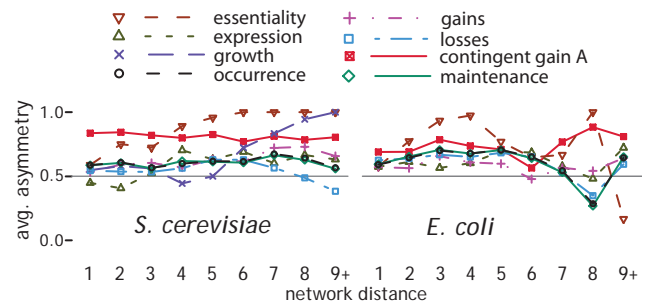 essentiality gains
expression losses
growth contingent gain A
occurrence maintenance
avg. asymmetry
1.0
0.5
0.0
S. cerevisiae E. coli
1 2 3 4 5 6 7 8 9+ 1 2 3 4 5 6 7 8 9+
network distance